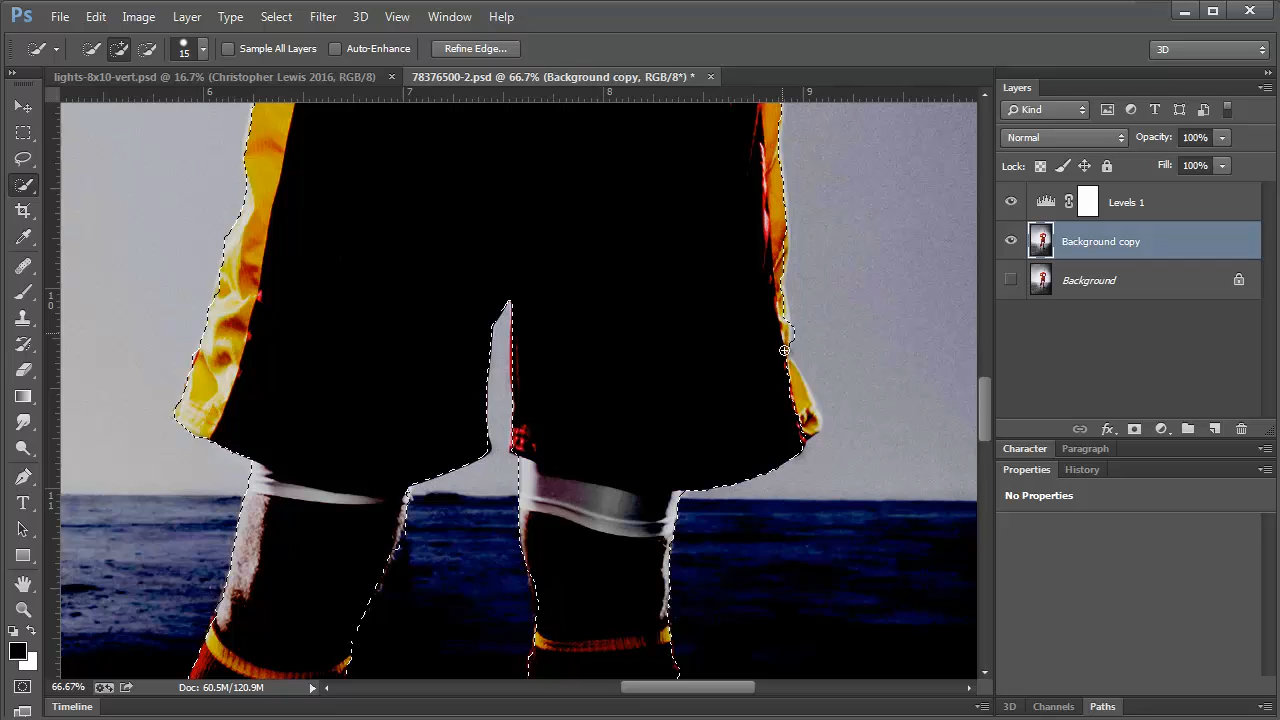 Ps File Edit Image Layer Type Select Filter 3D View Window Help
15 Sample All Layers Auto-Enhance Refine Edge... 3D
lights-8x10-vert.psd @ 16.7% (Christopher Lewis 2016, RGB/8) × 78376500-2.psd @ 66.7% (Background copy, RGB/8*) * ×
6 7 8 9
Layers
Kind
Normal Opacity: 100%
Lock: Fill: 100%
Levels 1
Background copy
Background
10
fx
Character Paragraph
Properties History
11
No Properties
66.67% Doc: 60.5M/120.9M
Timeline 3D Channels Paths